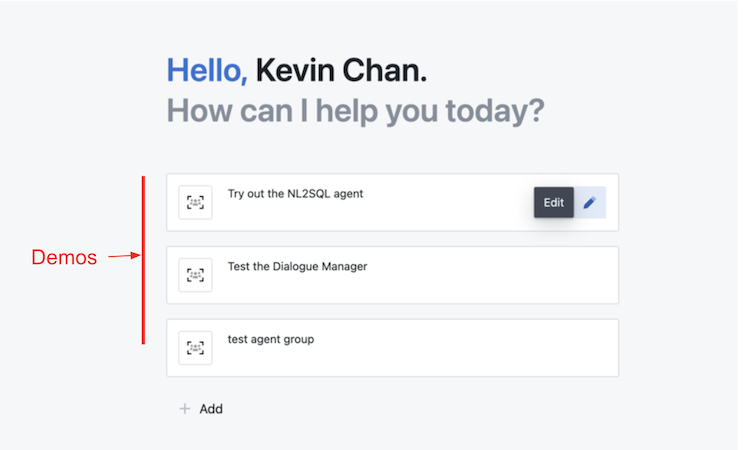 Hello, Kevin Chan.
How can I help you today?
Try out the NL2SQL agent
Edit
Demos
Test the Dialogue Manager
test agent group
+ Add